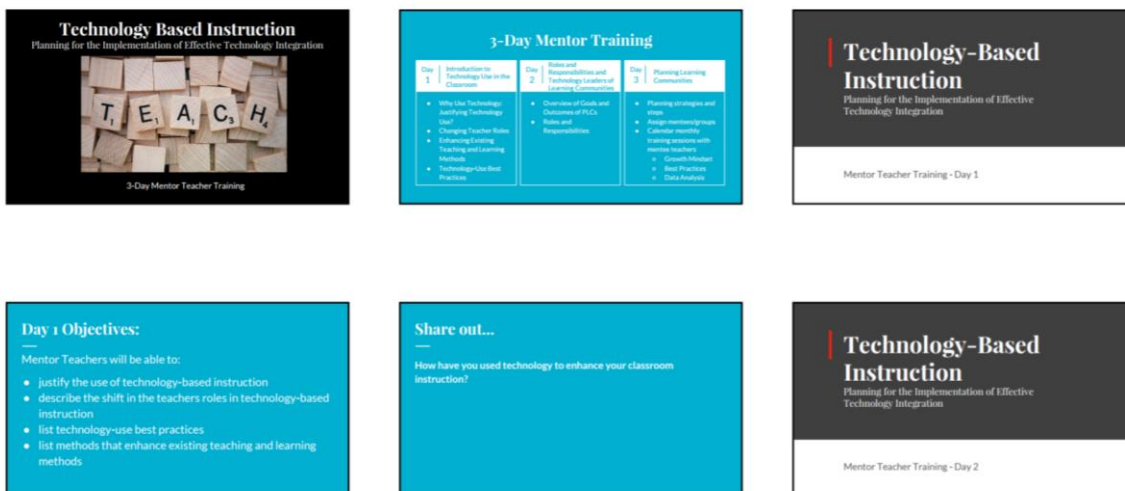 Technology Based Instruction
Planning for the Implementation of Effective Technology Integration
T₁ E₁ A₁ C₃ H₄
3-Day Mentor Teacher Training
3-Day Mentor Training
Day 1
Introduction to
Technology Use in the
Classroom
● Why Use Technology:
Justifying Technology
Use?
● Changing Teacher Roles
● Enhancing Existing
Teaching and Learning
Methods
● Technology-Use Best
Practices
Day 2
Roles and
Responsibilities and
Technology Leaders of
Learning Communities
● Overview of Goals and
Outcomes of PLCs
● Roles and
Responsibilities
Day 3
Planning Learning
Communities
● Planning strategies and
steps
● Assign mentors/groups
● Calendar monthly
training sessions with
mentee teachers
○ Growth Mindset
○ Best Practices
○ Data Analysis
Technology-Based
Instruction
Planning for the Implementation of Effective
Technology Integration
Mentor Teacher Training - Day 1
Day 1 Objectives:
Mentor Teachers will be able to:
● justify the use of technology-based instruction
● describe the shift in the teachers roles in technology-based
instruction
● list technology-use best practices
● list methods that enhance existing teaching and learning
methods
Share out...
How have you used technology to enhance your classroom
instruction?
Technology-Based
Instruction
Planning for the Implementation of Effective
Technology Integration
Mentor Teacher Training - Day 2